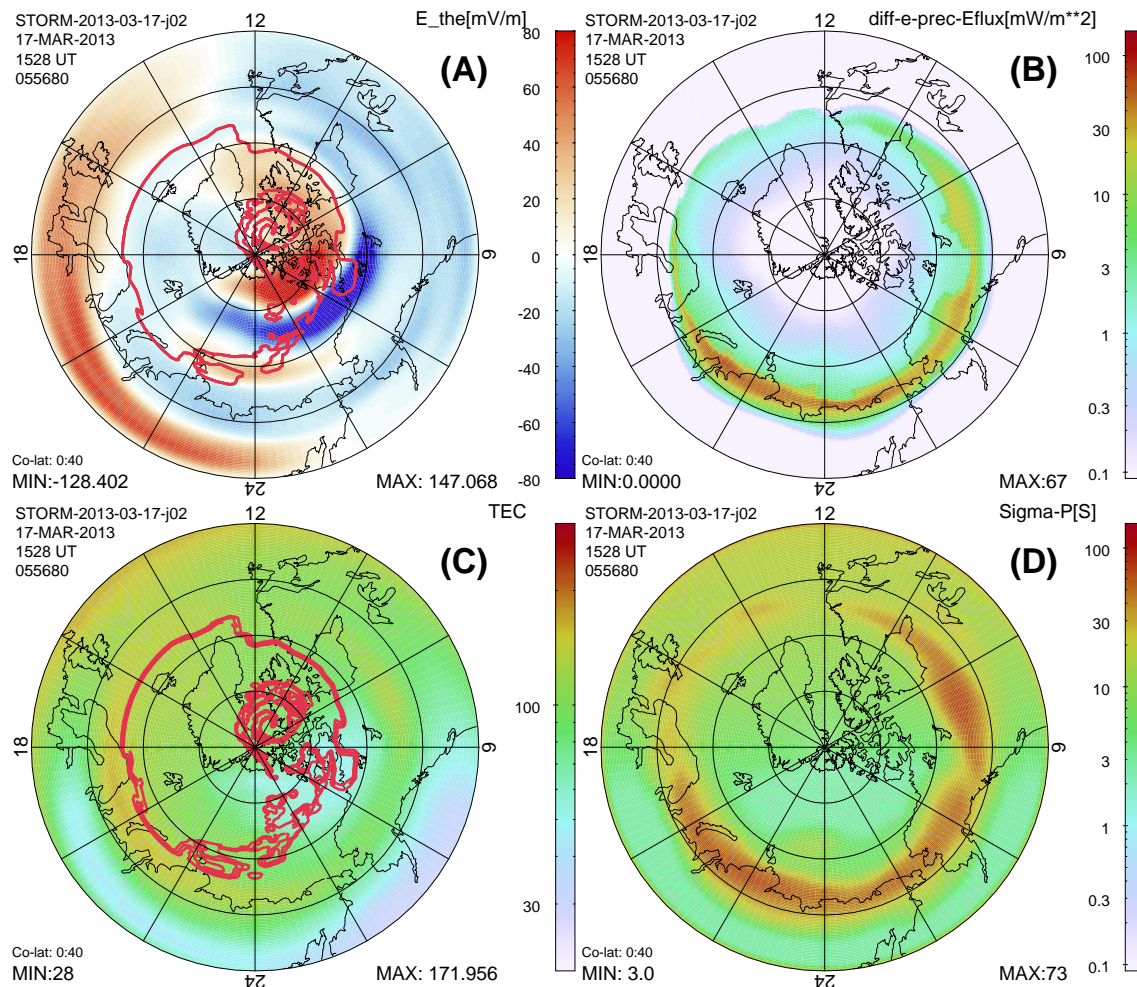 STORM-2013-03-17-j02
17-MAR-2013
1528 UT
055680
12
E_the[mV/m]
(A)
80
60
40
20
0
-20
-40
-60
-80
18
6
24
Co-lat: 0:40
MIN:-128.402
MAX: 147.068
STORM-2013-03-17-j02
17-MAR-2013
1528 UT
055680
12
diff-e-prec-Eflux[mW/m**2]
(B)
100
30
10
3
1
0.3
0.1
18
6
24
Co-lat: 0:40
MIN:0.0000
MAX:67
STORM-2013-03-17-j02
17-MAR-2013
1528 UT
055680
12
TEC
(C)
100
30
18
6
24
Co-lat: 0:40
MIN:28
MAX: 171.956
STORM-2013-03-17-j02
17-MAR-2013
1528 UT
055680
12
Sigma-P[S]
(D)
100
30
10
3
1
0.3
0.1
18
6
24
Co-lat: 0:40
MIN: 3.0
MAX:73